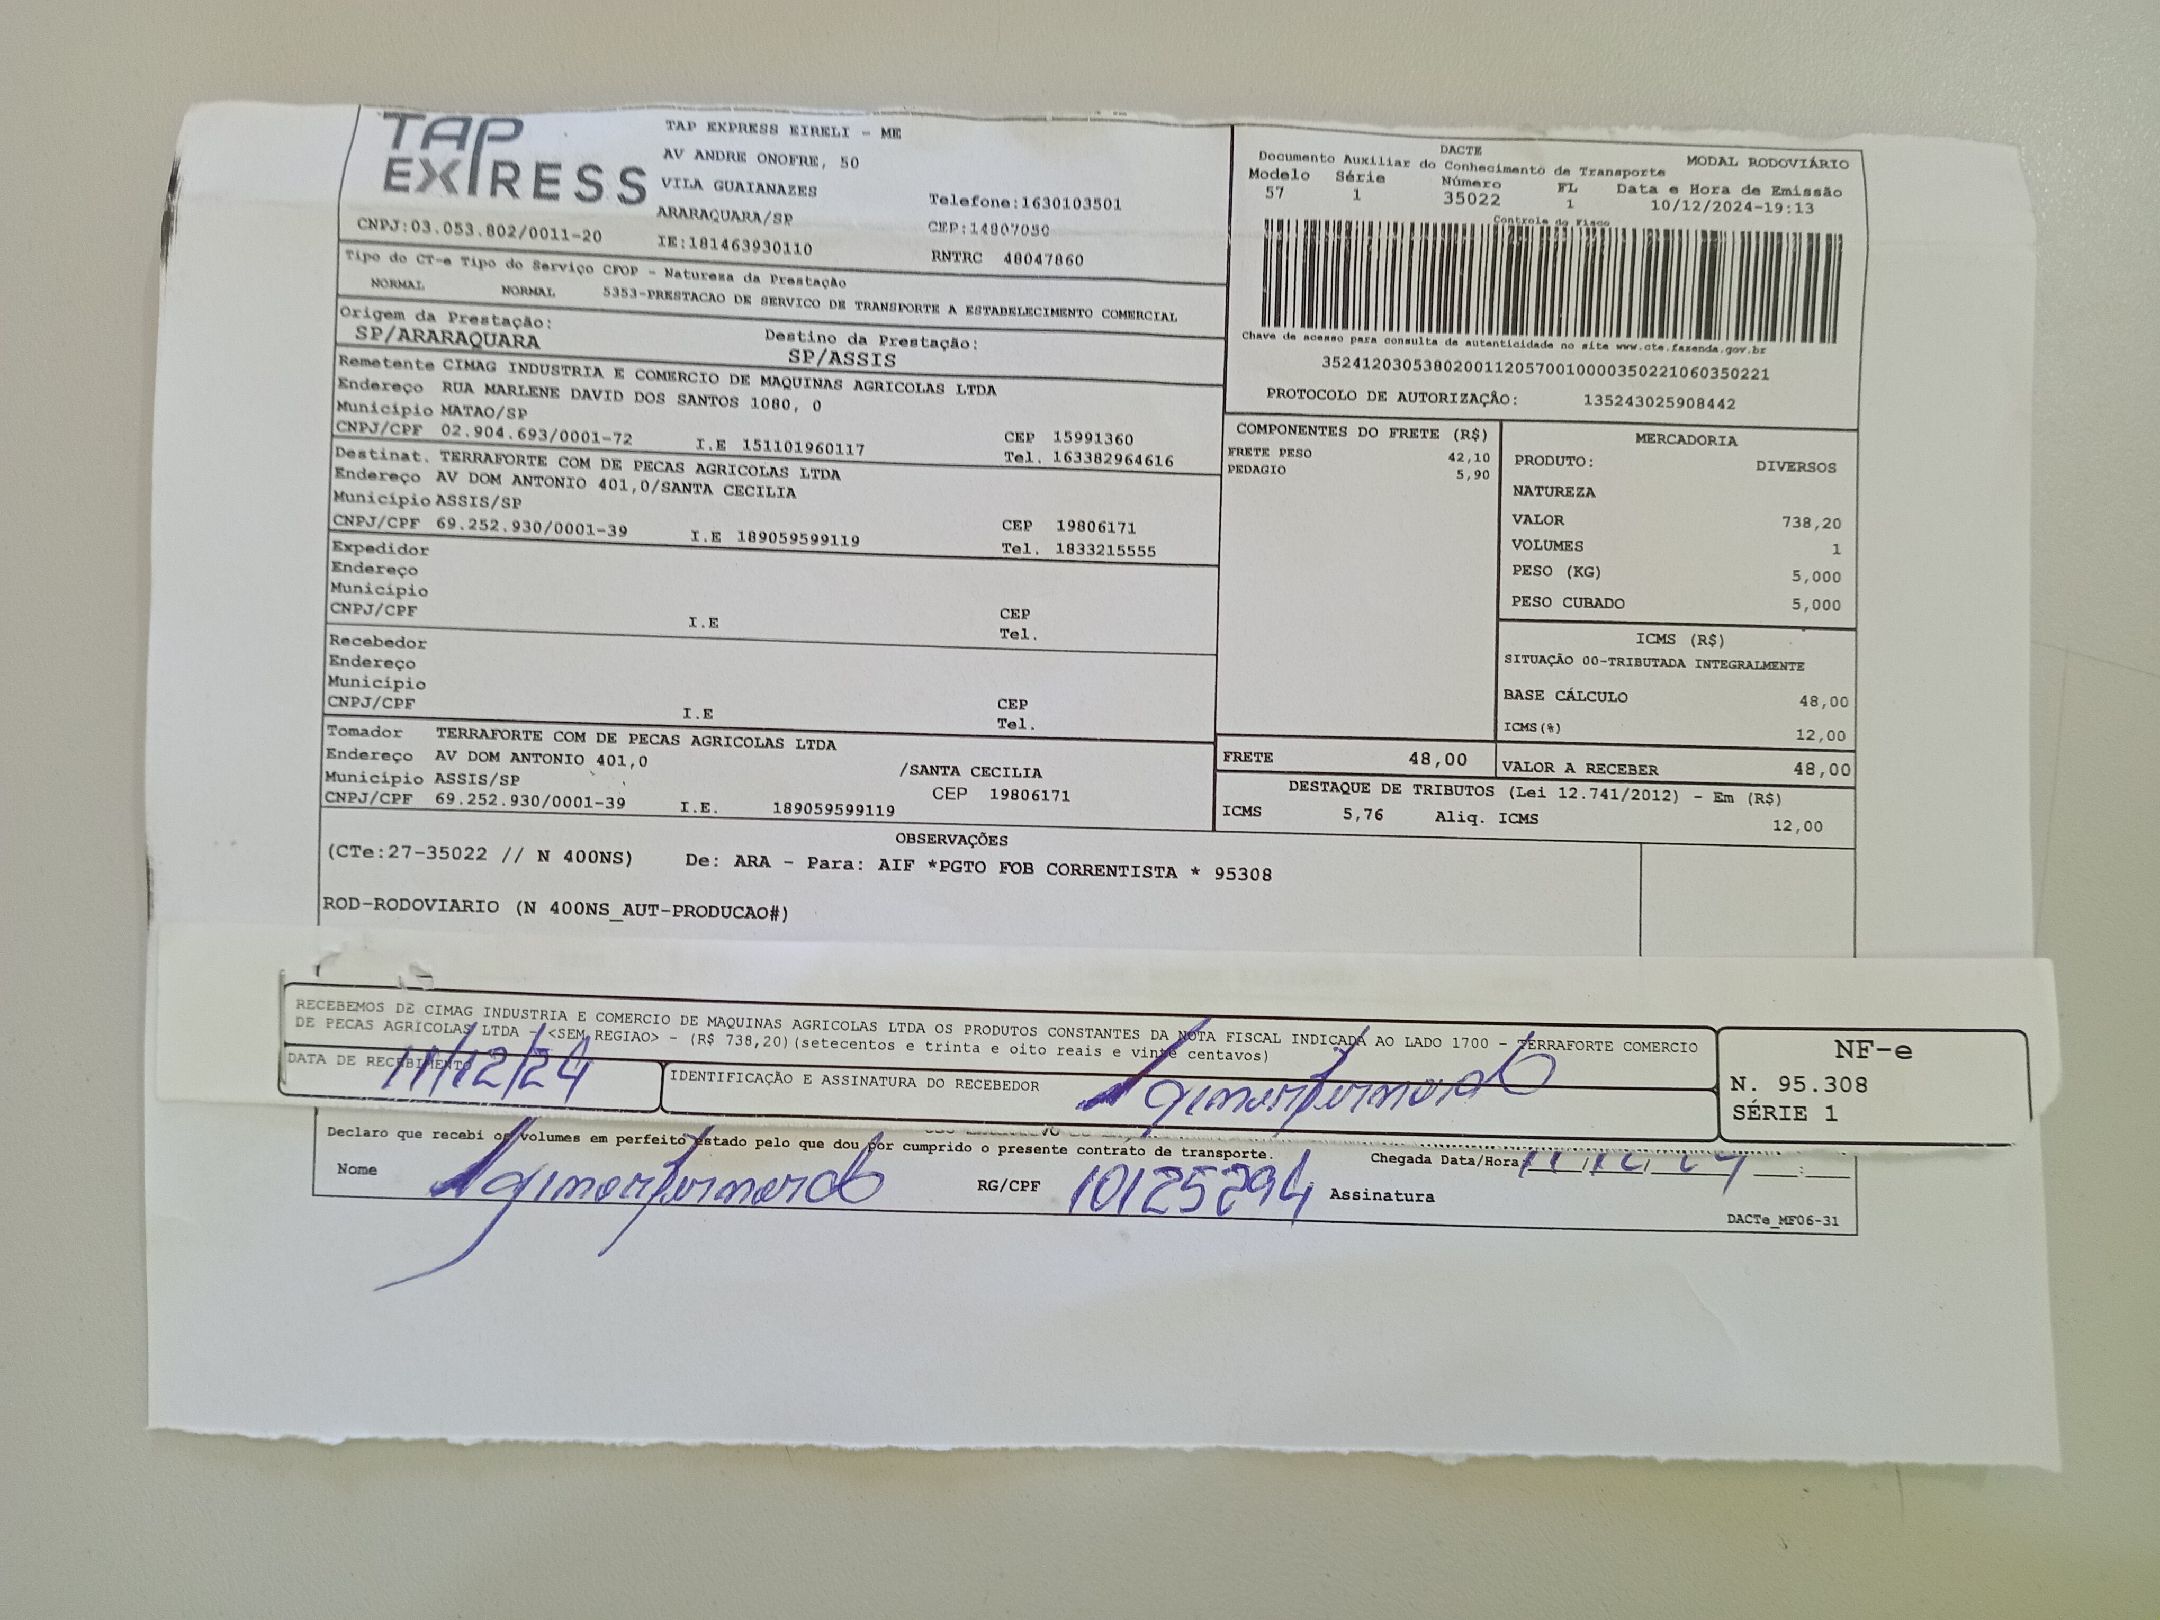 TAP EXPRESS
TAP EXPRESS EIRELI - ME
AV ANDRE ONOFRE, 50
VILA GUAIANAZES
ARARAQUARA/SP
IE:181463930110
Telefone:1630103501
CEP:14807050
RNTRC 48047860
CNPJ:03.053.802/0011-20
Tipo do CT-e Tipo do Serviço CFOP - Natureza da Prestação
NORMAL NORMAL 5353-PRESTACAO DE SERVICO DE TRANSPORTE A ESTABELECIMENTO COMERCIAL
Origem da Prestação: Destino da Prestação:
SP/ARARAQUARA SP/ASSIS
Remetente CIMAG INDUSTRIA E COMERCIO DE MAQUINAS AGRICOLAS LTDA
Endereço RUA MARLENE DAVID DOS SANTOS 1080, 0
Município MATAO/SP CEP 15991360
CNPJ/CPF 02.904.693/0001-72 I.E 151101960117 Tel. 163382964616
Destinat. TERRAFORTE COM DE PECAS AGRICOLAS LTDA
Endereço AV DOM ANTONIO 401,0/SANTA CECILIA
Município ASSIS/SP CEP 19806171
CNPJ/CPF 69.252.930/0001-39 I.E 189059599119 Tel. 1833215555
Expedidor
Endereço
Município CEP
CNPJ/CPF I.E Tel.
Recebedor
Endereço
Município CEP
CNPJ/CPF I.E Tel.
Tomador TERRAFORTE COM DE PECAS AGRICOLAS LTDA
Endereço AV DOM ANTONIO 401,0 /SANTA CECILIA
Município ASSIS/SP CEP 19806171
CNPJ/CPF 69.252.930/0001-39 I.E. 189059599119
DACTE MODAL RODOVIÁRIO
Documento Auxiliar do Conhecimento de Transporte
Modelo Série Número FL Data e Hora de Emissão
57 1 35022 1 10/12/2024-19:13
Controle do Fisco
Chave de acesso para consulta de autenticidade no site www.cte.fazenda.gov.br
35241203053802001120570010000350221060350221
PROTOCOLO DE AUTORIZAÇÃO: 135243025908442
COMPONENTES DO FRETE (R$)
FRETE PESO 42,10
PEDAGIO 5,90
MERCADORIA
PRODUTO: DIVERSOS
NATUREZA
VALOR 738,20
VOLUMES 1
PESO (KG) 5,000
PESO CUBADO 5,000
ICMS (R$)
SITUAÇÃO 00-TRIBUTADA INTEGRALMENTE
BASE CÁLCULO 48,00
ICMS(%) 12,00
FRETE 48,00 VALOR A RECEBER 48,00
DESTAQUE DE TRIBUTOS (Lei 12.741/2012) - Em (R$)
ICMS 5,76 Aliq. ICMS 12,00
OBSERVAÇÕES
(CTe:27-35022 // N 400NS) De: ARA - Para: AIF *PGTO FOB CORRENTISTA * 95308
ROD-RODOVIARIO (N 400NS_AUT-PRODUCAO#)
RECEBEMOS DE CIMAG INDUSTRIA E COMERCIO DE MAQUINAS AGRICOLAS LTDA OS PRODUTOS CONSTANTES DA NOTA FISCAL INDICADA AO LADO 1700 - TERRAFORTE COMERCIO
DE PECAS AGRICOLAS LTDA - <SEM REGIAO> - (R$ 738,20)(setecentos e trinta e oito reais e vinte centavos)
DATA DE RECEBIMENTO 11/12/24
IDENTIFICAÇÃO E ASSINATURA DO RECEBEDOR
NF-e
N. 95.308
SÉRIE 1
Declaro que recebi os volumes em perfeito estado pelo que dou por cumprido o presente contrato de transporte. Chegada Data/Hora 11/12/24
Nome RG/CPF 101252941 Assinatura
DACTe_MF06-31